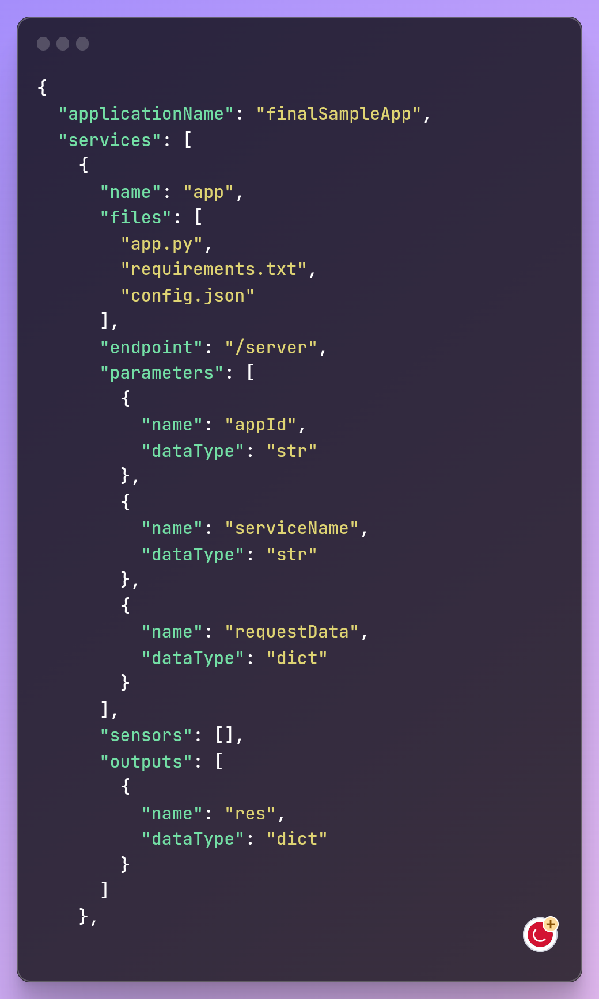 {
  "applicationName": "finalSampleApp",
  "services": [
    {
      "name": "app",
      "files": [
        "app.py",
        "requirements.txt",
        "config.json"
      ],
      "endpoint": "/server",
      "parameters": [
        {
          "name": "appId",
          "dataType": "str"
        },
        {
          "name": "serviceName",
          "dataType": "str"
        },
        {
          "name": "requestData",
          "dataType": "dict"
        }
      ],
      "sensors": [],
      "outputs": [
        {
          "name": "res",
          "dataType": "dict"
        }
      ]
    },